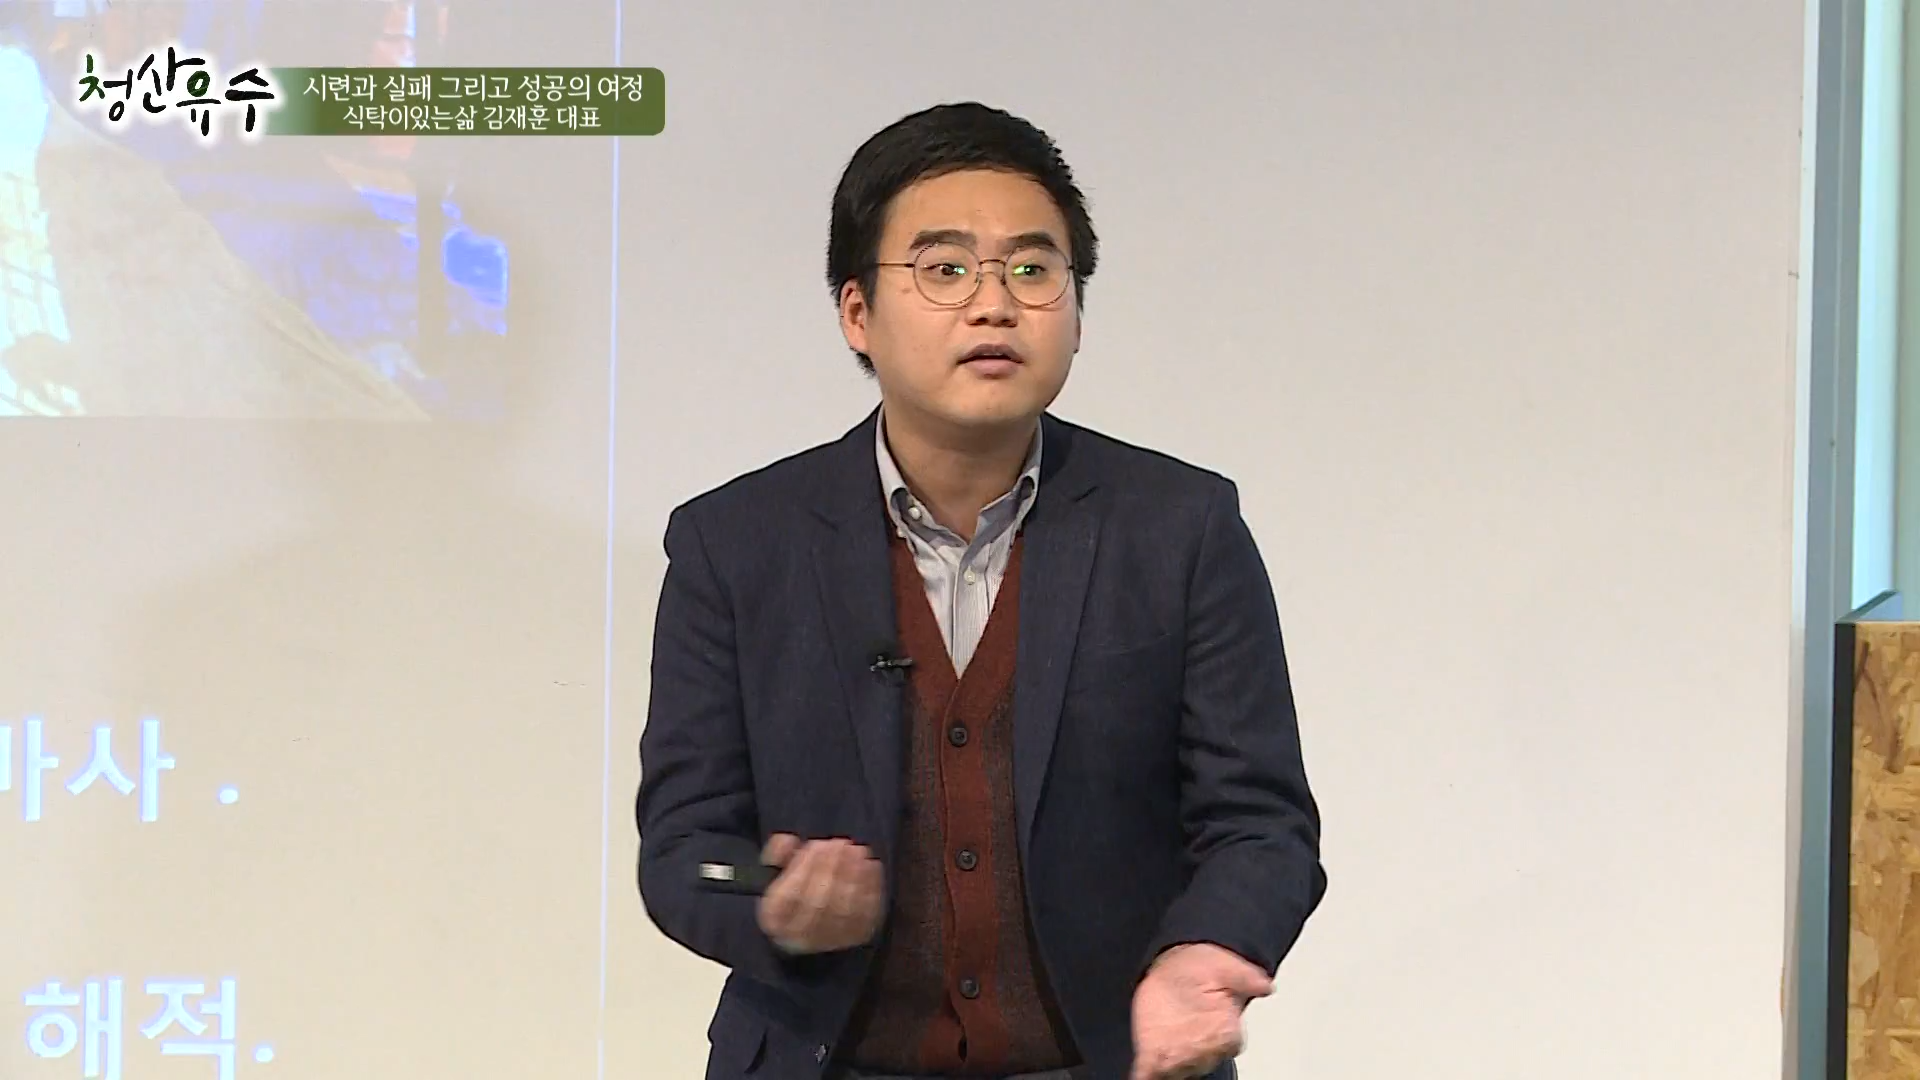 청산유수
시련과 실패 그리고 성공의 여정
식탁이있는삶 김재훈 대표
마사 .
해적.